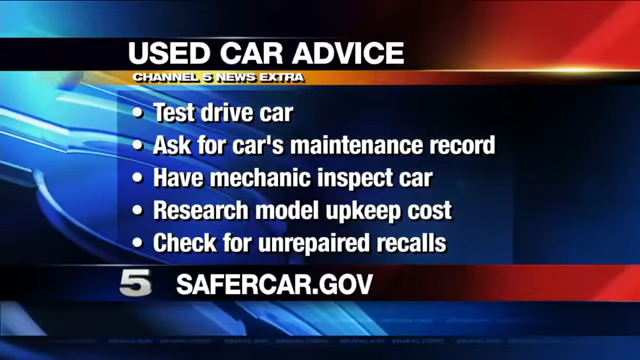 USED CAR ADVICE
CHANNEL 5 NEWS EXTRA
• Test drive car
• Ask for car's maintenance record
• Have mechanic inspect car
• Research model upkeep cost
• Check for unrepaired recalls
5 SAFERCAR.GOV